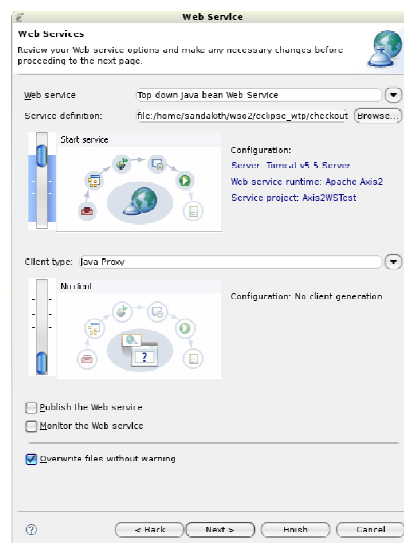 Web Service
Web Services
Review your Web service options and make any necessary changes before
proceeding to the next page.
Web service
Top down Java bean Web Service
Service definition:
file:/home/sandakith/wso2/eclipse_wtp/checkout
Browse...
Start service
Configuration:
Server: Tomcat v5.5 Server
Web service runtime: Apache Axis2
Service project: Axis2WSTest
Client type:
Java Proxy
No client
Configuration: No client generation
Publish the Web service
Monitor the Web service
Overwrite files without warning
< Back
Next >
Finish
Cancel